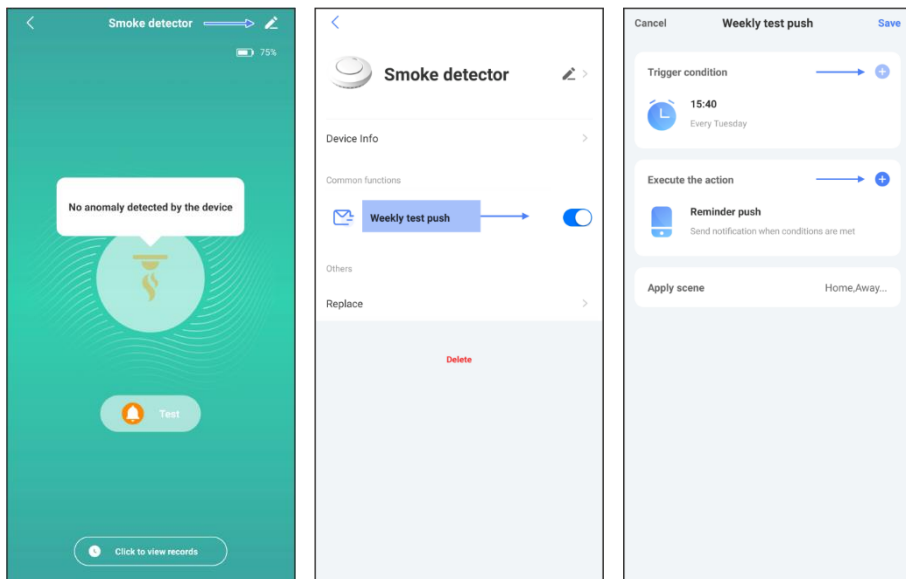 Smoke detector
75%
No anomaly detected by the device
Test
Click to view records
Smoke detector
Device Info
Common functions
Weekly test push
Others
Replace
Delete
Cancel Weekly test push Save
Trigger condition
15:40
Every Tuesday
Execute the action
Reminder push
Send notification when conditions are met
Apply scene Home,Away...